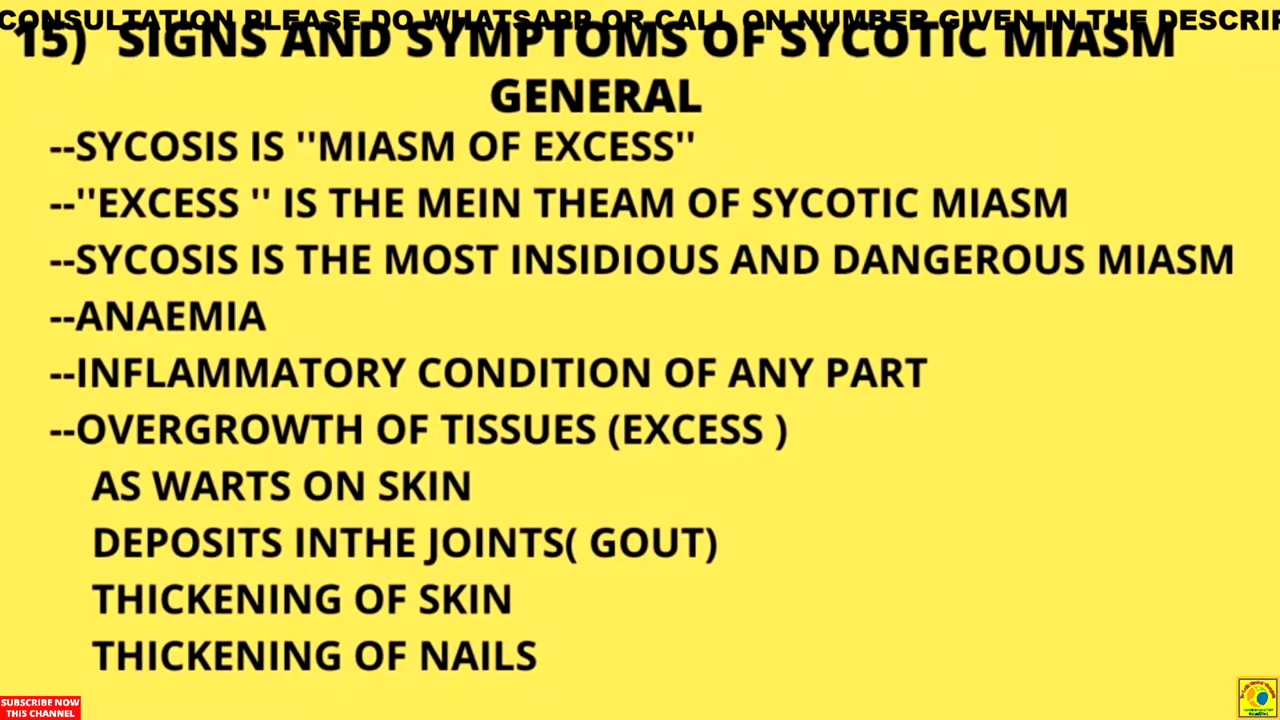 CONSULTATION PLEASE DO WHATSAPP OR CALL ON NUMBER GIVEN IN THE DESCRI
15) SIGNS AND SYMPTOMS OF SYCOTIC MIASM
GENERAL
--SYCOSIS IS ''MIASM OF EXCESS''
--''EXCESS '' IS THE MEIN THEAM OF SYCOTIC MIASM
--SYCOSIS IS THE MOST INSIDIOUS AND DANGEROUS MIASM
--ANAEMIA
--INFLAMMATORY CONDITION OF ANY PART
--OVERGROWTH OF TISSUES (EXCESS )
AS WARTS ON SKIN
DEPOSITS INTHE JOINTS( GOUT)
THICKENING OF SKIN
THICKENING OF NAILS
SUBSCRIBE NOW
THIS CHANNEL